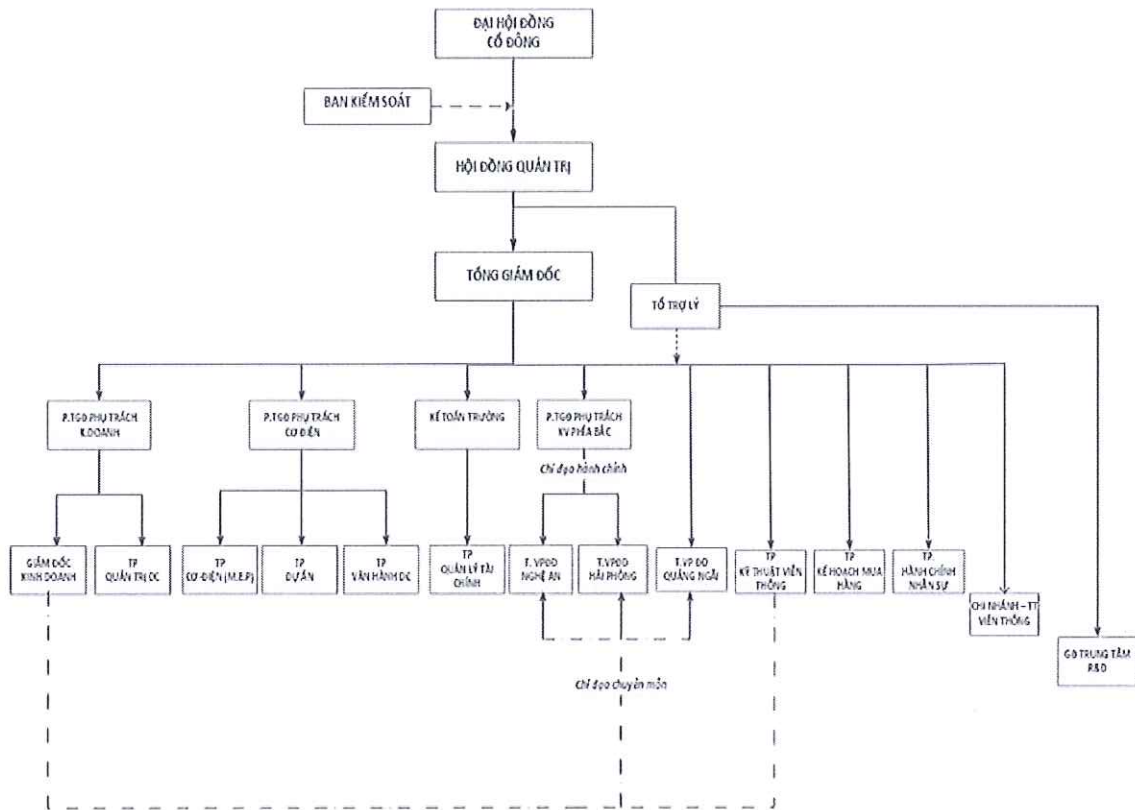 ĐẠI HỘI ĐỒNG
CỔ ĐÔNG
BAN KIỂM SOÁT
HỘI ĐỒNG QUẢN TRỊ
TỔNG GIÁM ĐỐC
TỔ TRỢ LÝ
P.TGĐ PHỤ TRÁCH
K.DOANH
P.TGĐ PHỤ TRÁCH
CƠ ĐIỆN
KẾ TOÁN TRƯỞNG
P.TGĐ PHỤ TRÁCH
KV PHÍA BẮC
Chỉ đạo hành chính
GIÁM ĐỐC
KINH DOANH
TP
QUẢN TRỊ DC
TP
CƠ-ĐIỆN (M.E.P)
TP
DỰ ÁN
TP
VẬN HÀNH DC
TP
QUẢN LÝ TÀI
CHÍNH
T. VPĐD
NGHỆ AN
T. VPĐD
HẢI PHÒNG
T.VP ĐD
QUẢNG NGÃI
TP
KỸ THUẬT VIỄN
THÔNG
TP
KẾ HOẠCH MUA
HÀNG
TP.
HÀNH CHÍNH
NHÂN SỰ
CHI NHÁNH – TT
VIỄN THÔNG
GĐ TRUNG TÂM
R&D
Chỉ đạo chuyên môn